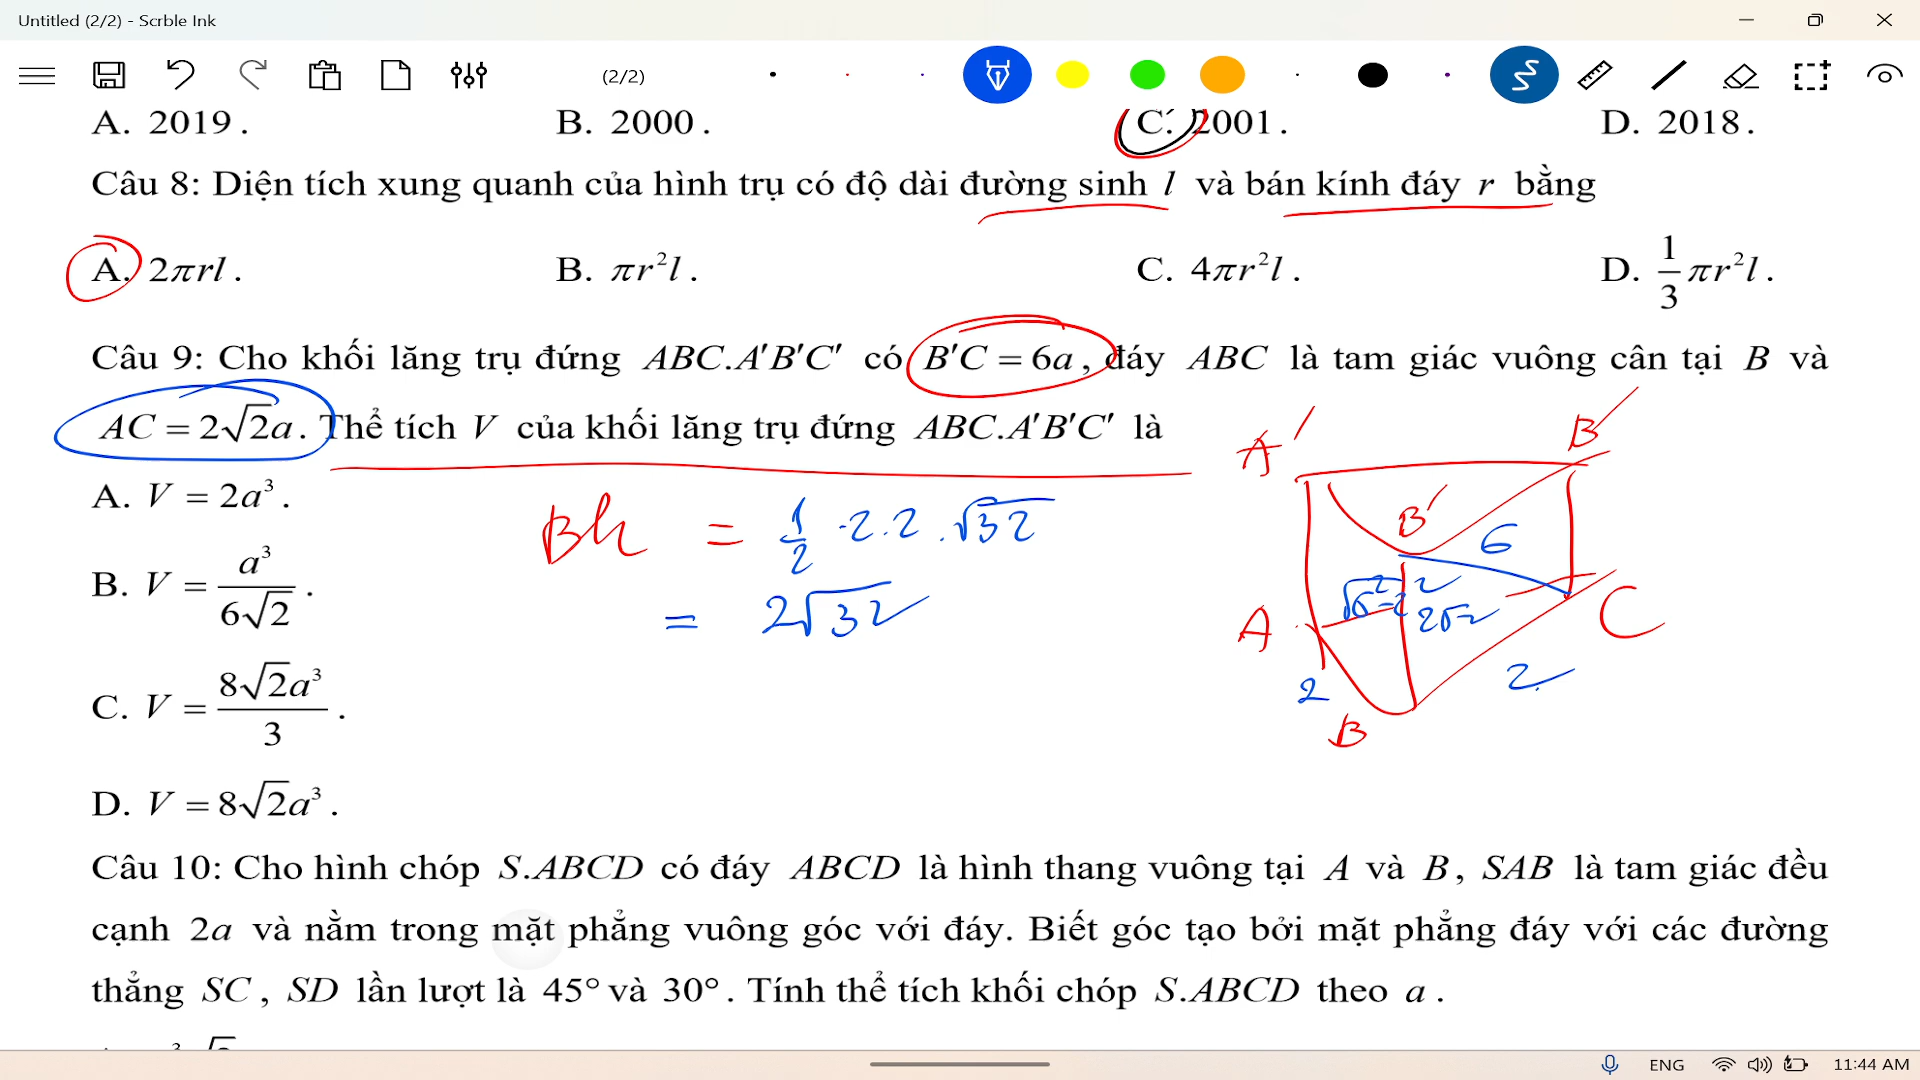 Untitled (2/2) - Scrble Ink
(2/2)
A. 2019 . B. 2000 . C. 2001 . D. 2018 .
Câu 8: Diện tích xung quanh của hình trụ có độ dài đường sinh l và bán kính đáy r bằng
A. 2πrl . B. πr²l . C. 4πr²l . D. 1/3 πr²l .
Câu 9: Cho khối lăng trụ đứng ABC.A′B′C′ có B′C = 6a , đáy ABC là tam giác vuông cân tại B và
AC = 2√2a . Thể tích V của khối lăng trụ đứng ABC.A′B′C′ là
A′ B′
A. V = 2a³ .
Bh = 1/2 · 2 . 2 . √32
B′ 6
B. V = a³/(6√2) .
= 2√32
A 2√2 C
2 2
B
C. V = 8√2a³/3 .
D. V = 8√2a³ .
Câu 10: Cho hình chóp S.ABCD có đáy ABCD là hình thang vuông tại A và B , SAB là tam giác đều
cạnh 2a và nằm trong mặt phẳng vuông góc với đáy. Biết góc tạo bởi mặt phẳng đáy với các đường
thẳng SC , SD lần lượt là 45° và 30° . Tính thể tích khối chóp S.ABCD theo a .
ENG 11:44 AM